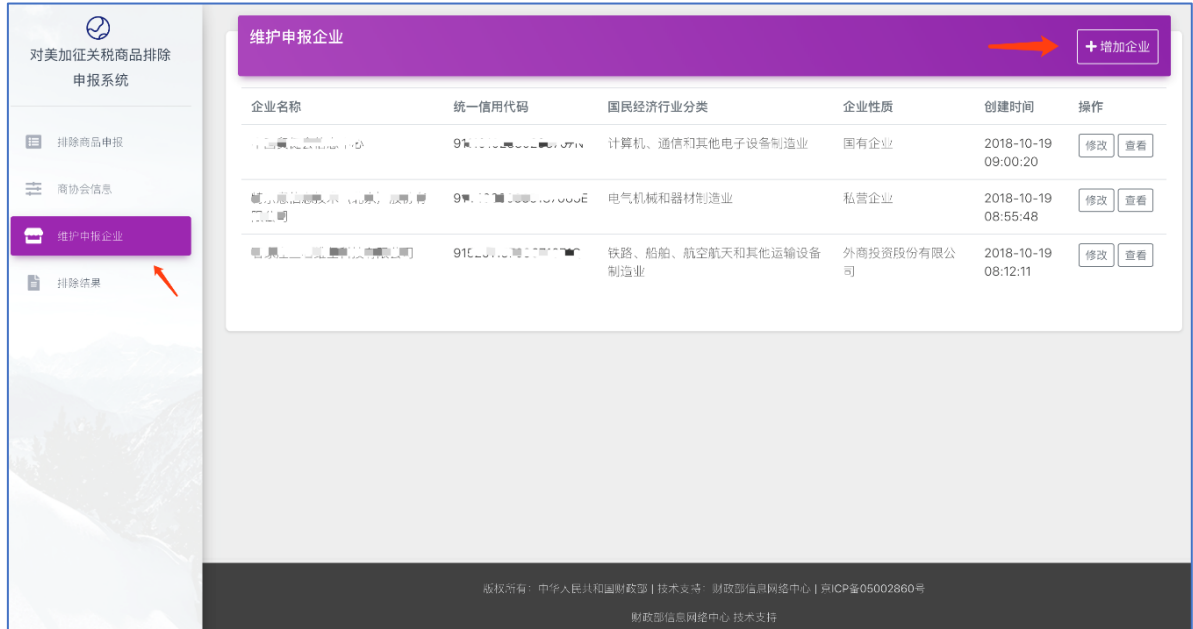 对美加征关税商品排除
申报系统
排除商品申报
商协会信息
维护申报企业
排除结果
维护申报企业
增加企业
企业名称 统一信用代码 国民经济行业分类 企业性质 创建时间 操作
计算机、通信和其他电子设备制造业 国有企业 2018-10-19 修改 查看
09:00:20
电气机械和器材制造业 私营企业 2018-10-19 修改 查看
08:55:48
铁路、船舶、航空航天和其他运输设备 外商投资股份有限公 2018-10-19 修改 查看
制造业 司 08:12:11
版权所有：中华人民共和国财政部 | 技术支持：财政部信息网络中心 | 京ICP备05002860号
财政部信息网络中心 技术支持